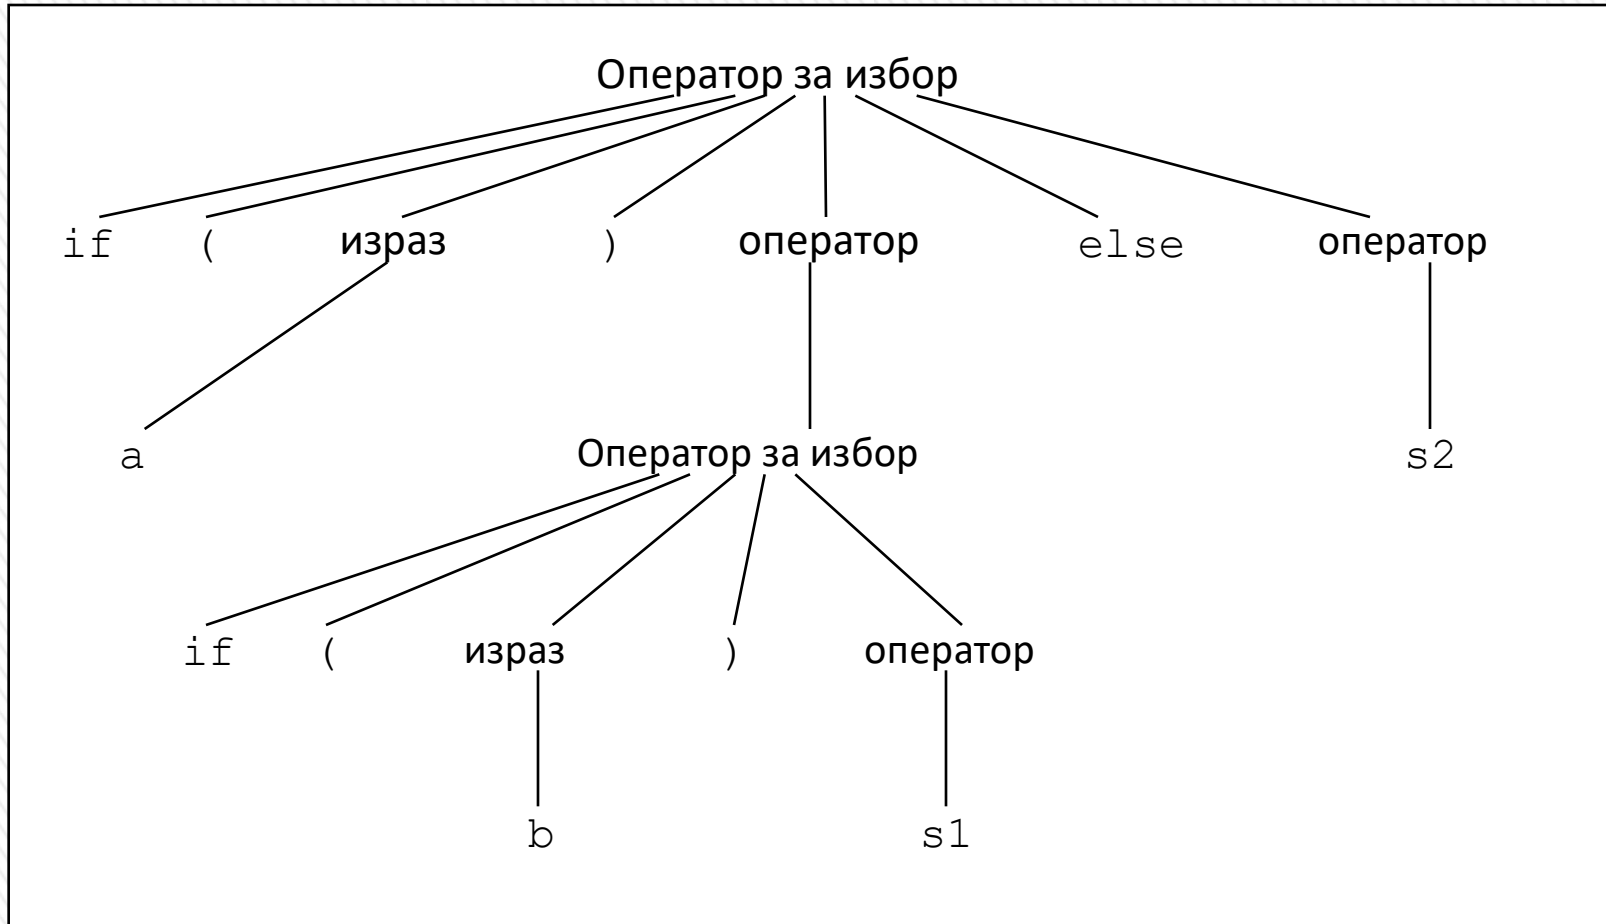 Оператор за избор
if ( израз ) оператор else оператор
a s2
Оператор за избор
if ( израз ) оператор
b s1